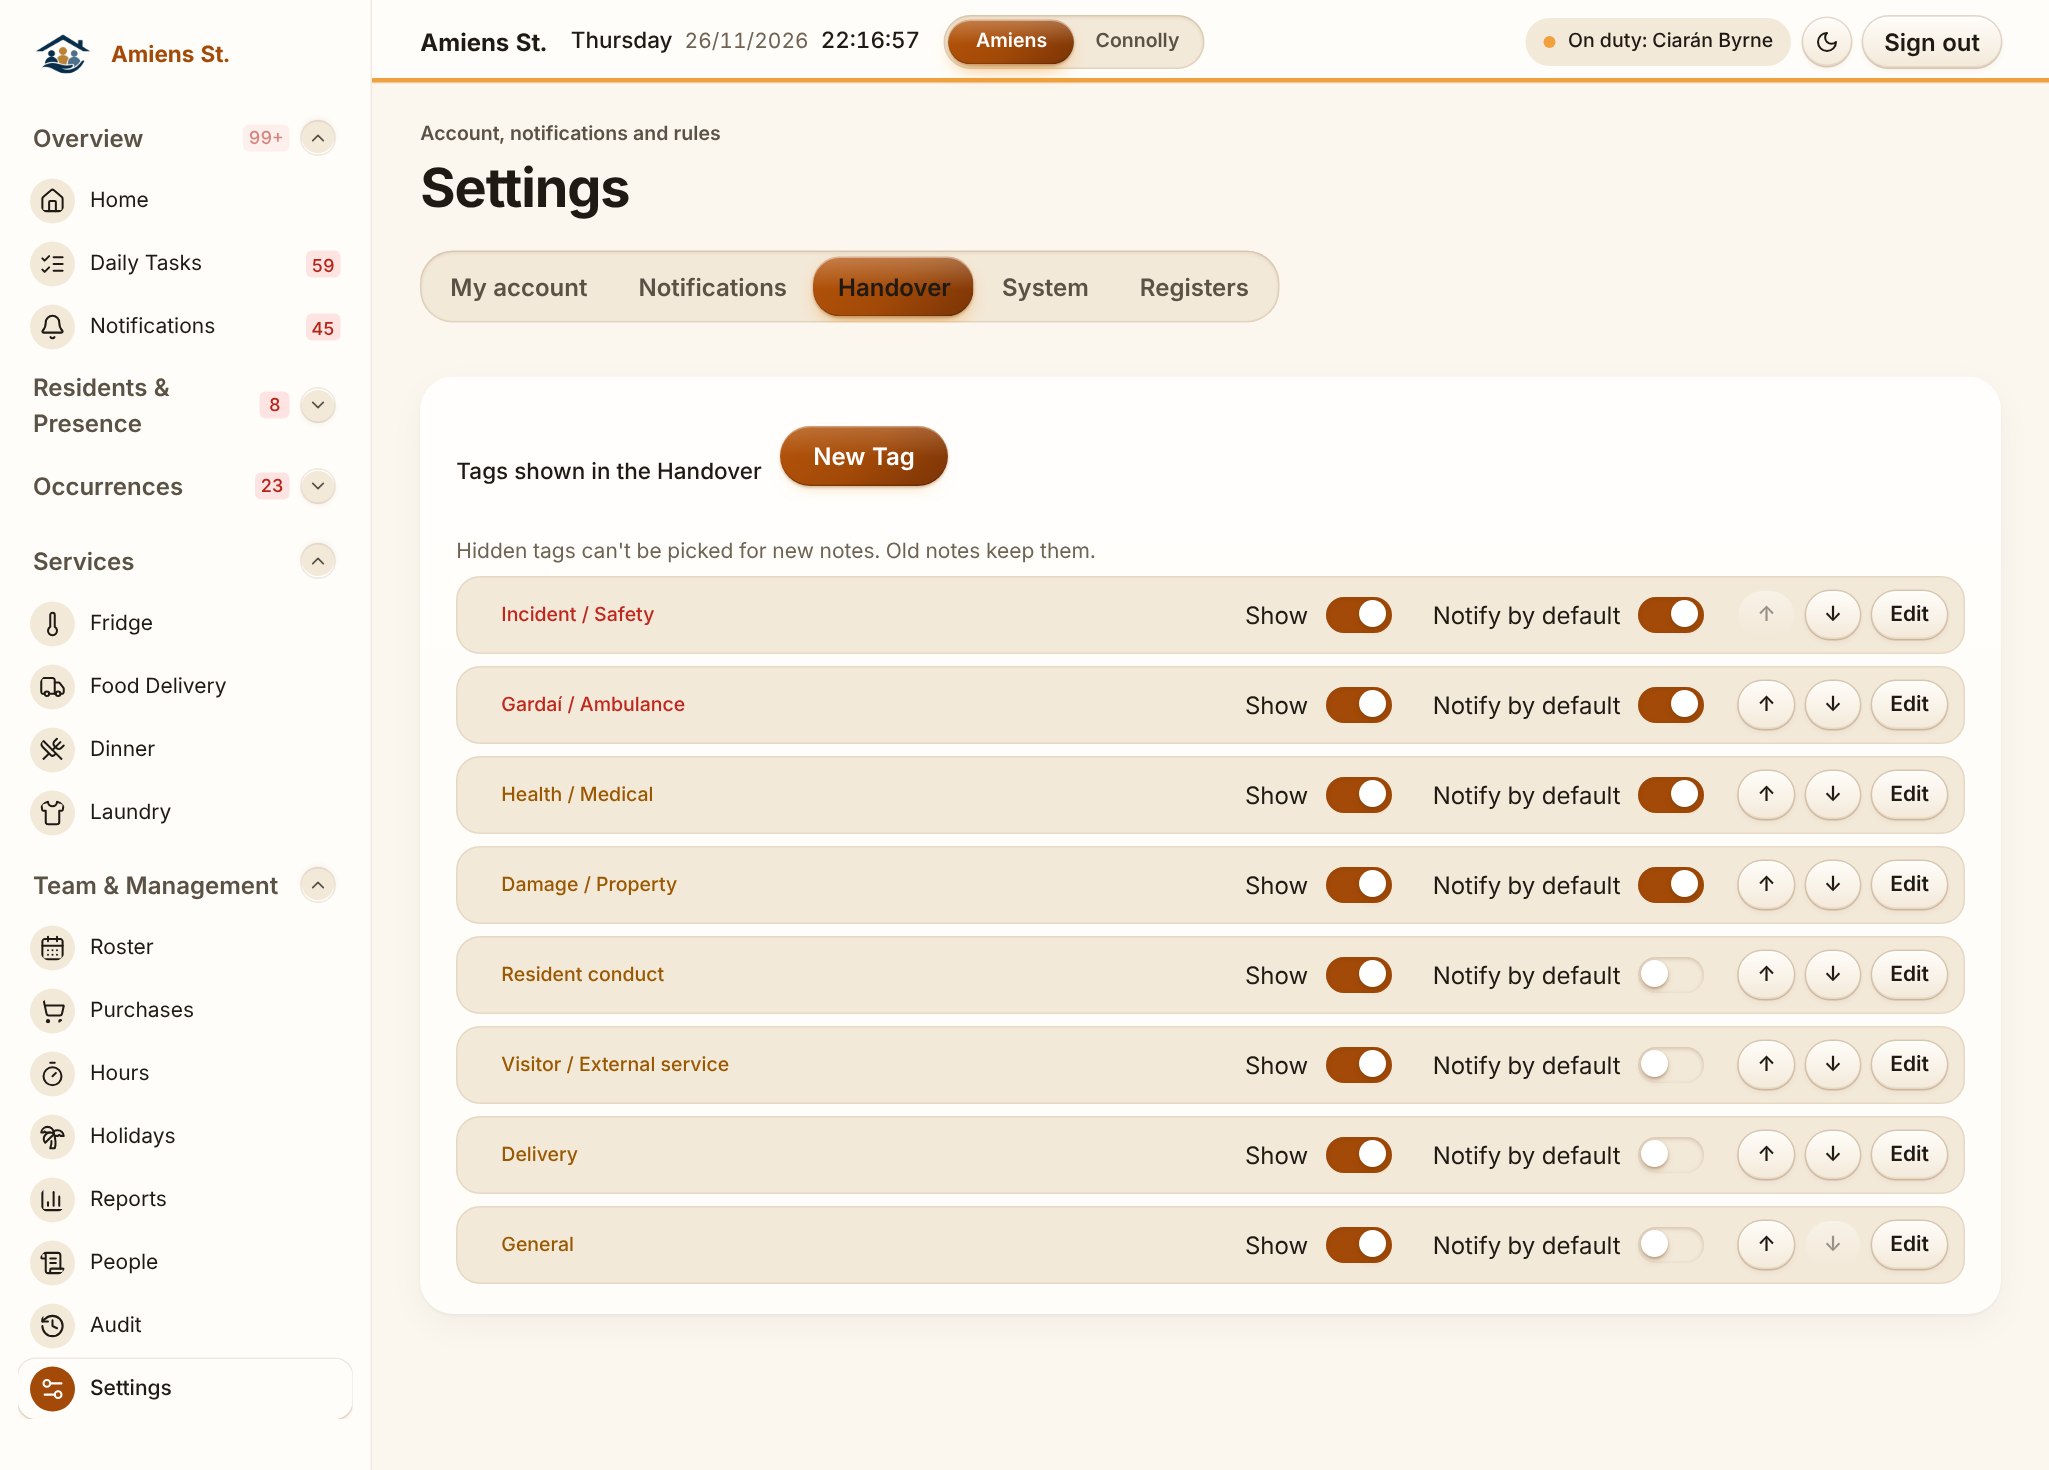 Amiens St.
Overview 99+
Home
Daily Tasks 59
Notifications 45
Residents & Presence 8
Occurrences 23
Services
Fridge
Food Delivery
Dinner
Laundry
Team & Management
Roster
Purchases
Hours
Holidays
Reports
People
Audit
Settings
Amiens St. Thursday 26/11/2026 22:16:57 Amiens Connolly On duty: Ciarán Byrne Sign out
Account, notifications and rules
Settings
My account Notifications Handover System Registers
Tags shown in the Handover New Tag
Hidden tags can't be picked for new notes. Old notes keep them.
Incident / Safety Show Notify by default Edit
Gardaí / Ambulance Show Notify by default Edit
Health / Medical Show Notify by default Edit
Damage / Property Show Notify by default Edit
Resident conduct Show Notify by default Edit
Visitor / External service Show Notify by default Edit
Delivery Show Notify by default Edit
General Show Notify by default Edit